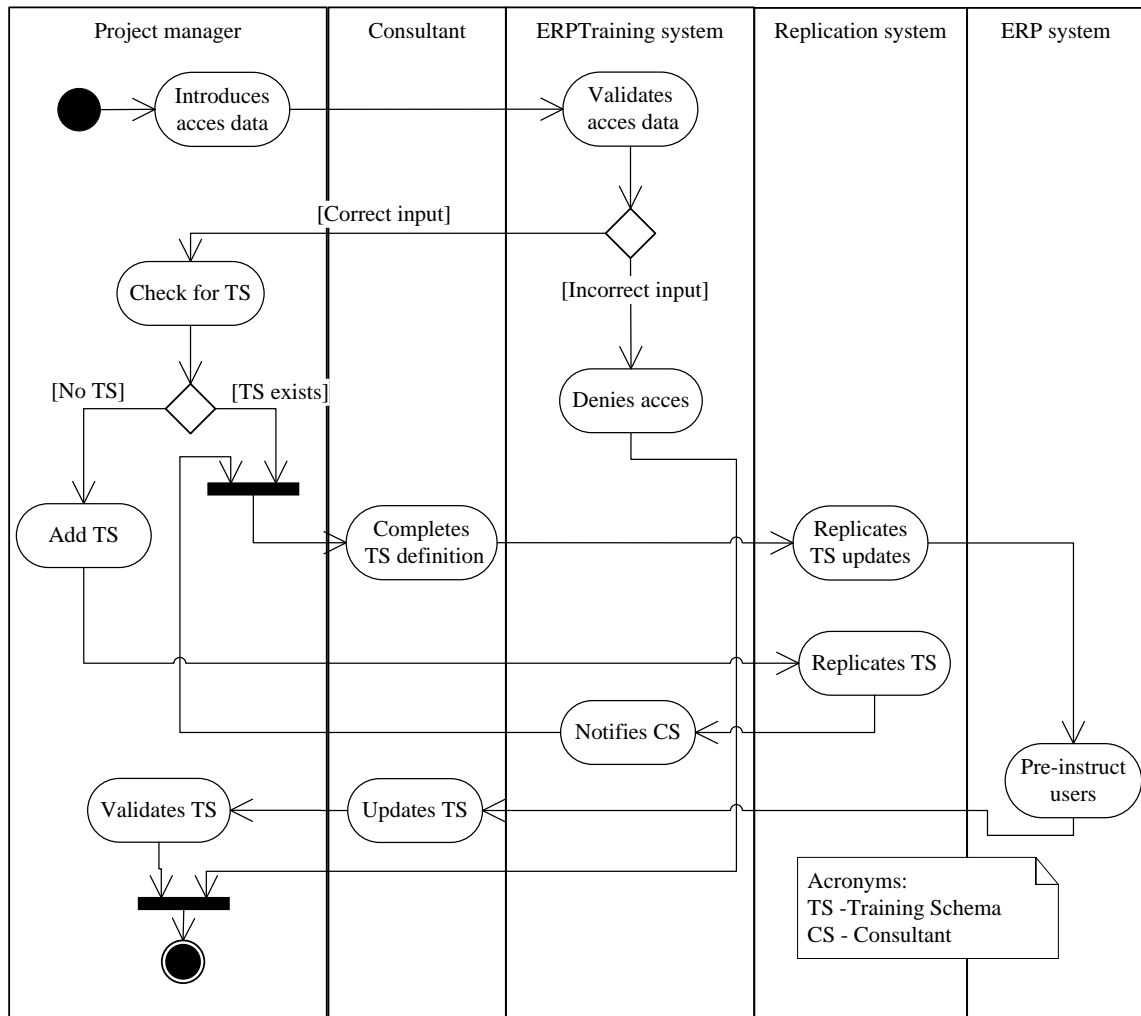 Project manager
Consultant
ERPTraining system
Replication system
ERP system
Introduces
acces data
Validates
acces data
[Correct input]
Check for TS
[Incorrect input]
[No TS]
[TS exists]
Denies acces
Add TS
Completes
TS definition
Replicates
TS updates
Replicates TS
Notifies CS
Pre-instruct
users
Validates TS
Updates TS
Acronyms:
TS -Training Schema
CS - Consultant